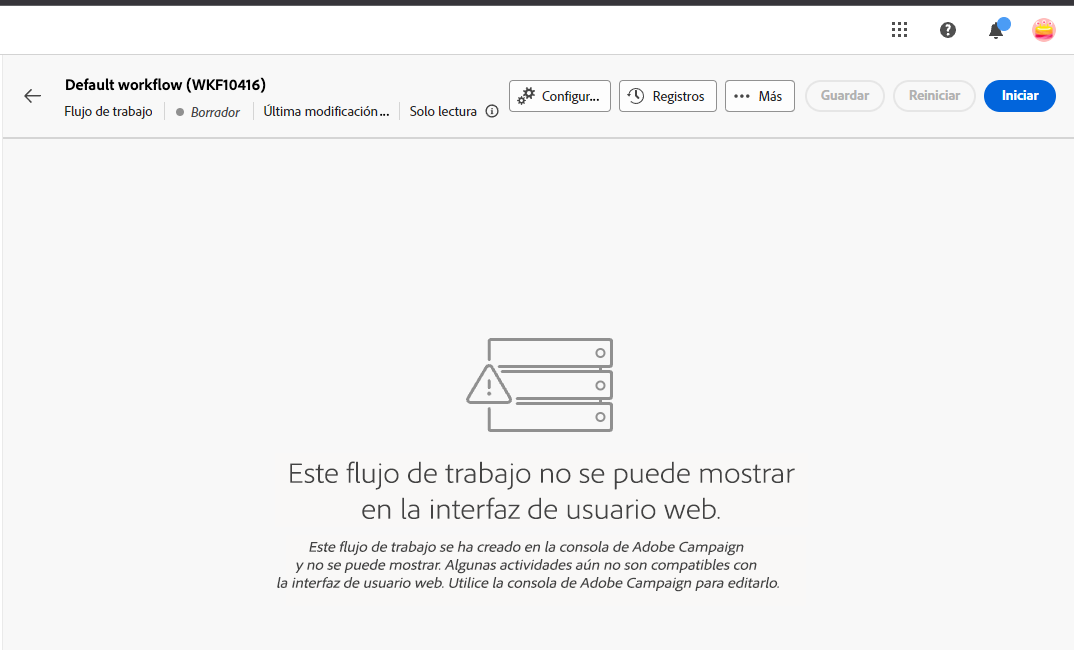 Default workflow (WKF10416)
Flujo de trabajo Borrador Última modificación... Solo lectura
Configur... Registros Más Guardar Reiniciar Iniciar
Este flujo de trabajo no se puede mostrar
en la interfaz de usuario web.
Este flujo de trabajo se ha creado en la consola de Adobe Campaign
y no se puede mostrar. Algunas actividades aún no son compatibles con
la interfaz de usuario web. Utilice la consola de Adobe Campaign para editarlo.